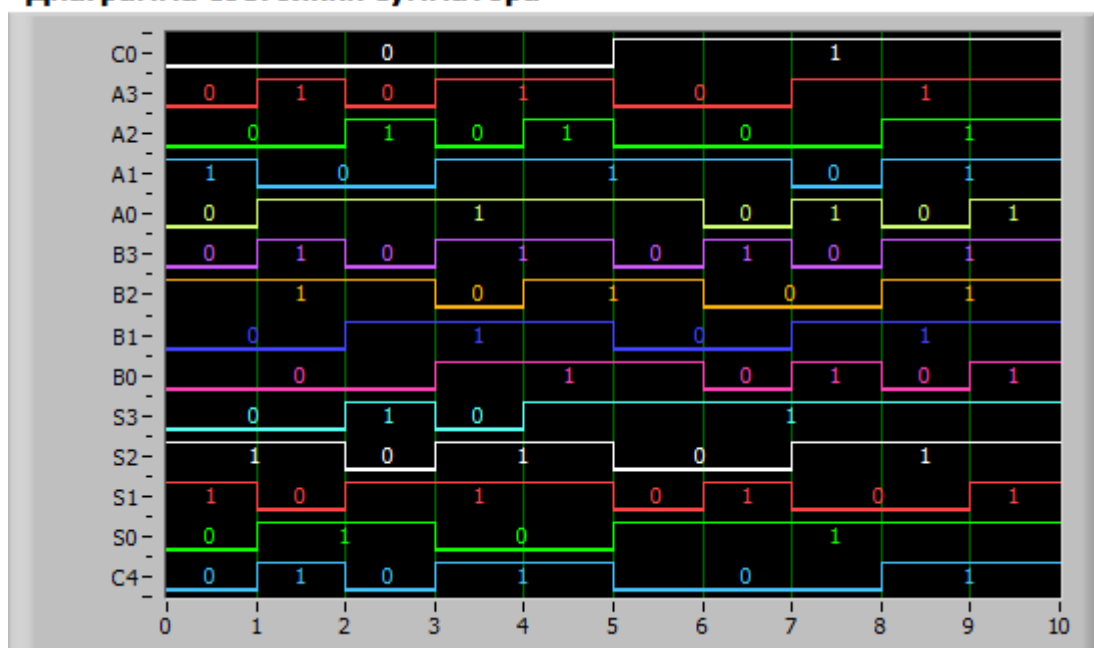 Диаграмма состояний сумматора
C0 0 1
A3 0 1 0 1 0 1
A2 0 1 0 1 0 1
A1 1 0 1 0 1
A0 0 1 0 1 0 1
B3 0 1 0 1 0 1 0 1
B2 1 0 1 0 1
B1 0 1 0 1
B0 0 1 0 1 0 1
S3 0 1 0 1
S2 1 0 1 0 1
S1 1 0 1 0 1 0 1
S0 0 1 0 1
C4 0 1 0 1 0 1
0 1 2 3 4 5 6 7 8 9 10